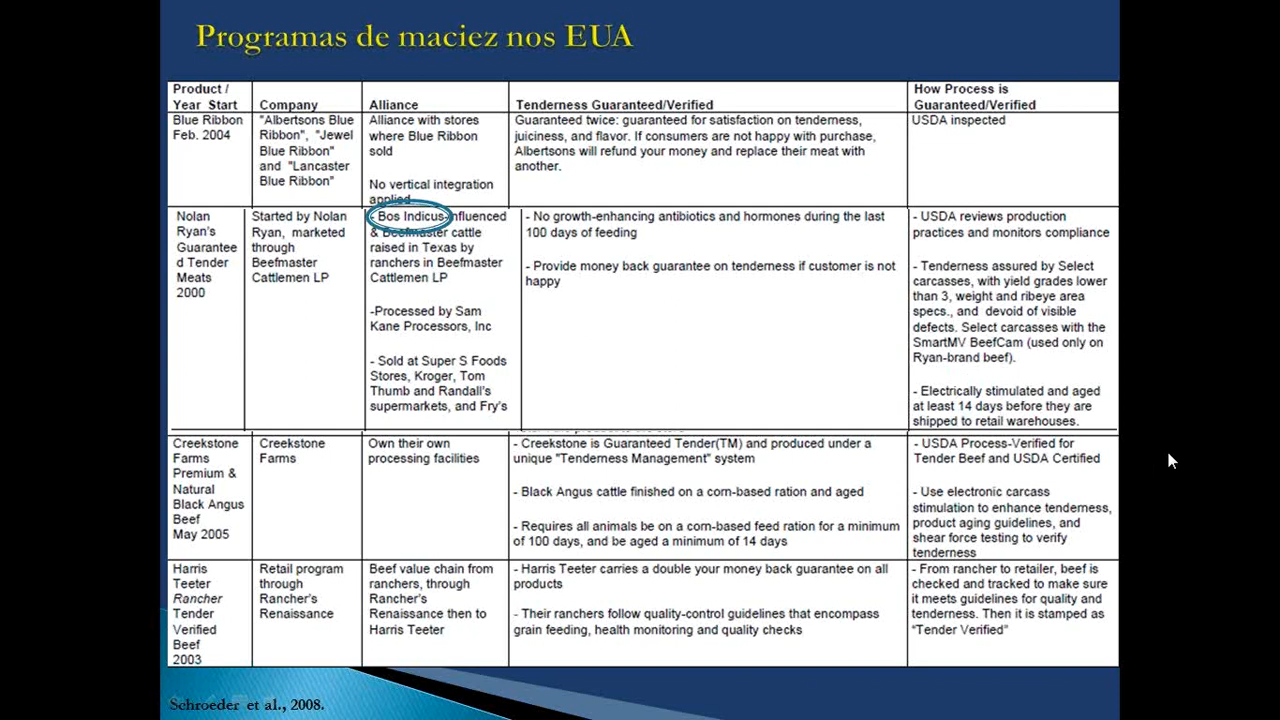 Programas de maciez nos EUA
Product /
Year Start
Company
Alliance
Tenderness Guaranteed/Verified
How Process is
Guaranteed/Verified
Blue Ribbon
Feb. 2004
"Albertsons Blue
Ribbon", "Jewel
Blue Ribbon"
and "Lancaster
Blue Ribbon"
Alliance with stores
where Blue Ribbon
sold
No vertical integration
applied
Guaranteed twice: guaranteed for satisfaction on tenderness,
juiciness, and flavor. If consumers are not happy with purchase,
Albertsons will refund your money and replace their meat with
another.
USDA inspected
Nolan
Ryan's
Guarantee
d Tender
Meats
2000
Started by Nolan
Ryan, marketed
through
Beefmaster
Cattlemen LP
- Bos Indicus-influenced
& Beefmaster cattle
raised in Texas by
ranchers in Beefmaster
Cattlemen LP
-Processed by Sam
Kane Processors, Inc
- Sold at Super S Foods
Stores, Kroger, Tom
Thumb and Randall's
supermarkets, and Fry's
- No growth-enhancing antibiotics and hormones during the last
100 days of feeding
- Provide money back guarantee on tenderness if customer is not
happy
- USDA reviews production
practices and monitors compliance
- Tenderness assured by Select
carcasses, with yield grades lower
than 3, weight and ribeye area
specs., and devoid of visible
defects. Select carcasses with the
SmartMV BeefCam (used only on
Ryan-brand beef).
- Electrically stimulated and aged
at least 14 days before they are
shipped to retail warehouses.
Creekstone
Farms
Premium &
Natural
Black Angus
Beef
May 2005
Creekstone
Farms
Own their own
processing facilities
- Creekstone is Guaranteed Tender(TM) and produced under a
unique "Tenderness Management" system
- Black Angus cattle finished on a corn-based ration and aged
- Requires all animals be on a corn-based feed ration for a minimum
of 100 days, and be aged a minimum of 14 days
- USDA Process-Verified for
Tender Beef and USDA Certified
- Use electronic carcass
stimulation to enhance tenderness,
product aging guidelines, and
shear force testing to verify
tenderness
Harris
Teeter
Rancher
Tender
Verified
Beef
2003
Retail program
through
Rancher's
Renaissance
Beef value chain from
ranchers, through
Rancher's
Renaissance then to
Harris Teeter
- Harris Teeter carries a double your money back guarantee on all
products
- Their ranchers follow quality-control guidelines that encompass
grain feeding, health monitoring and quality checks
- From rancher to retailer, beef is
checked and tracked to make sure
it meets guidelines for quality and
tenderness. Then it is stamped as
"Tender Verified"
Schroeder et al., 2008.